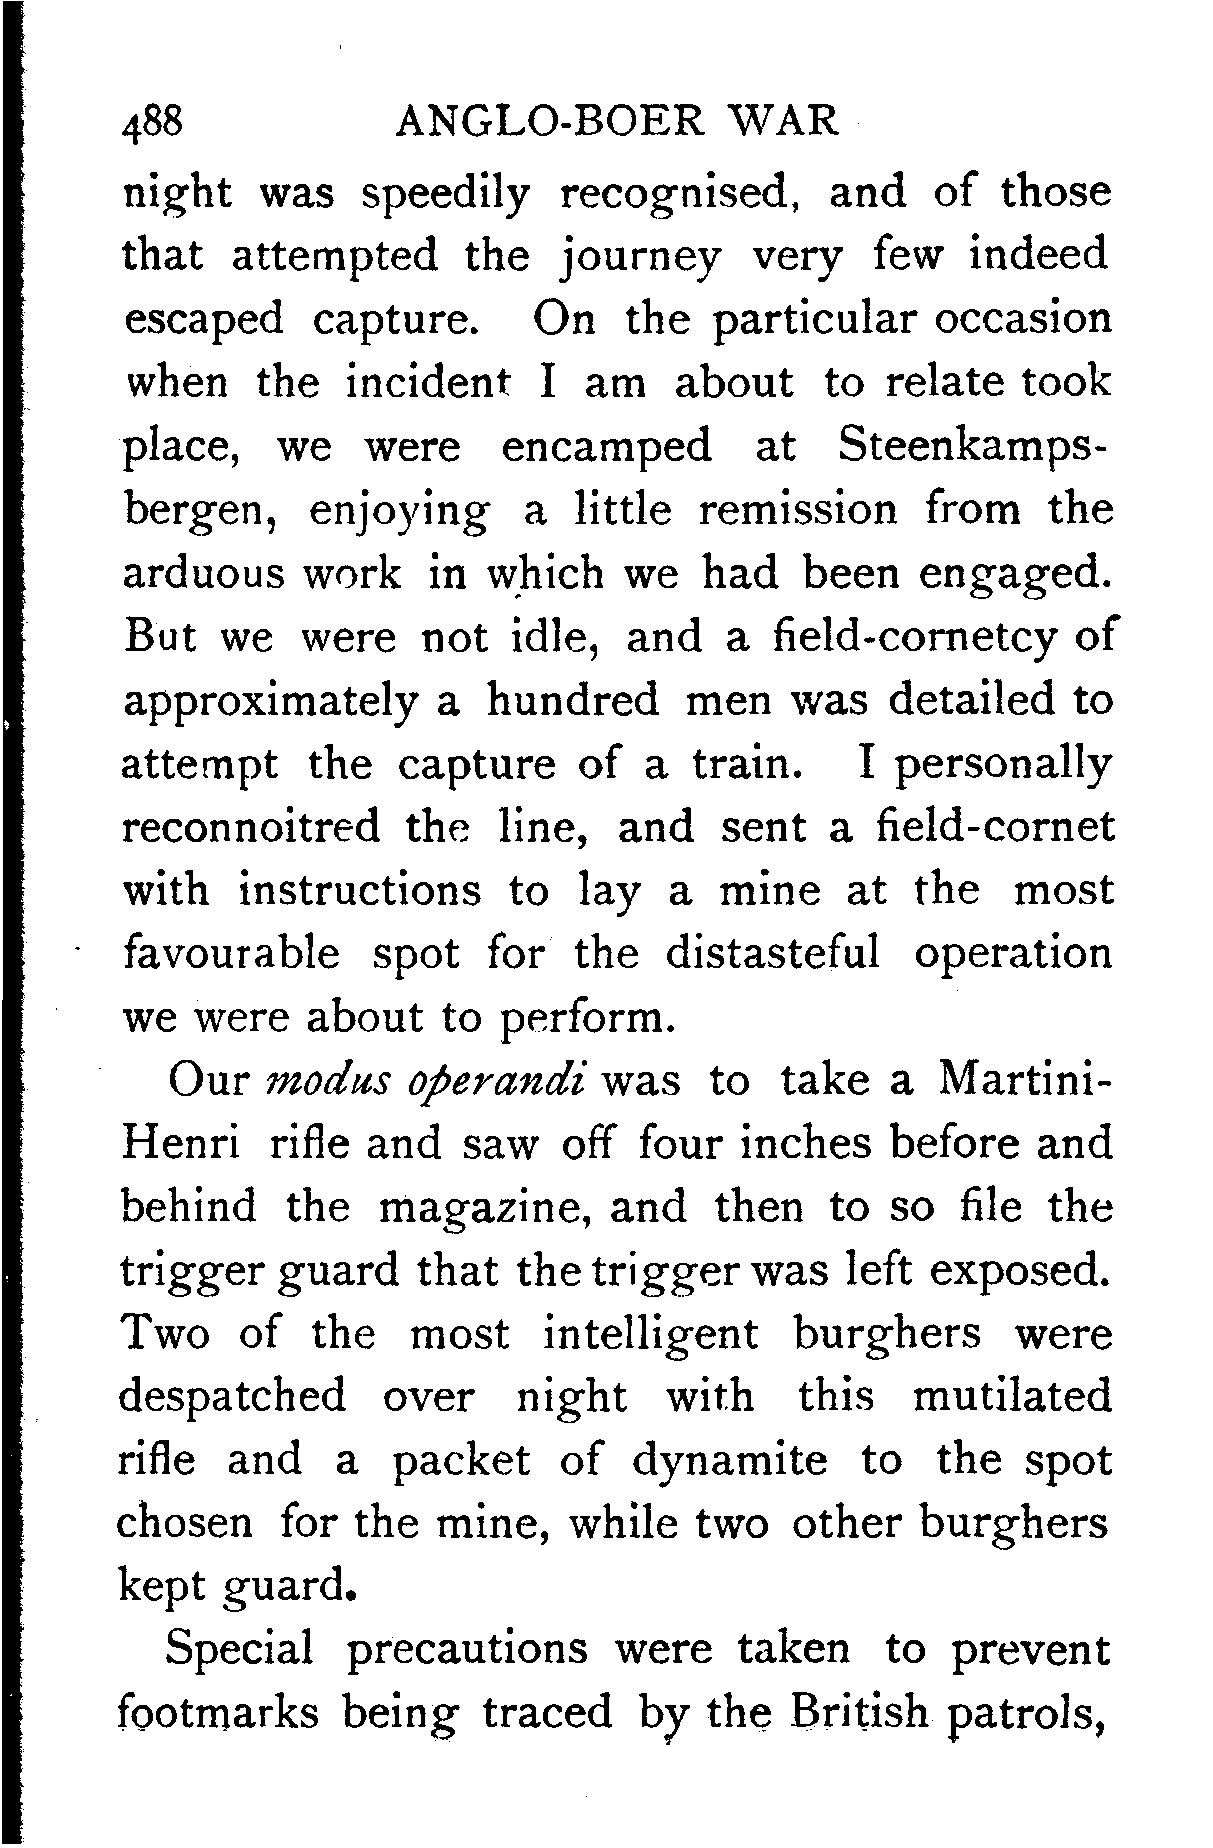 488 ANGLO-BOER WAR
night was speedily recognised, and of those
that attempted the journey very few indeed
escaped capture. On the particular occasion
when the incident I am about to relate took
place, we were encamped at Steenkamps-
bergen, enjoying a little remission from the
arduous work in which we had been engaged.
But we were not idle, and a field-cornetcy of
approximately a hundred men was detailed to
attempt the capture of a train. I personally
reconnoitred the line, and sent a field-cornet
with instructions to lay a mine at the most
favourable spot for the distasteful operation
we were about to perform.
Our modus operandi was to take a Martini-
Henri rifle and saw off four inches before and
behind the magazine, and then to so file the
trigger guard that the trigger was left exposed.
Two of the most intelligent burghers were
despatched over night with this mutilated
rifle and a packet of dynamite to the spot
chosen for the mine, while two other burghers
kept guard.
Special precautions were taken to prevent
footmarks being traced by the British patrols,